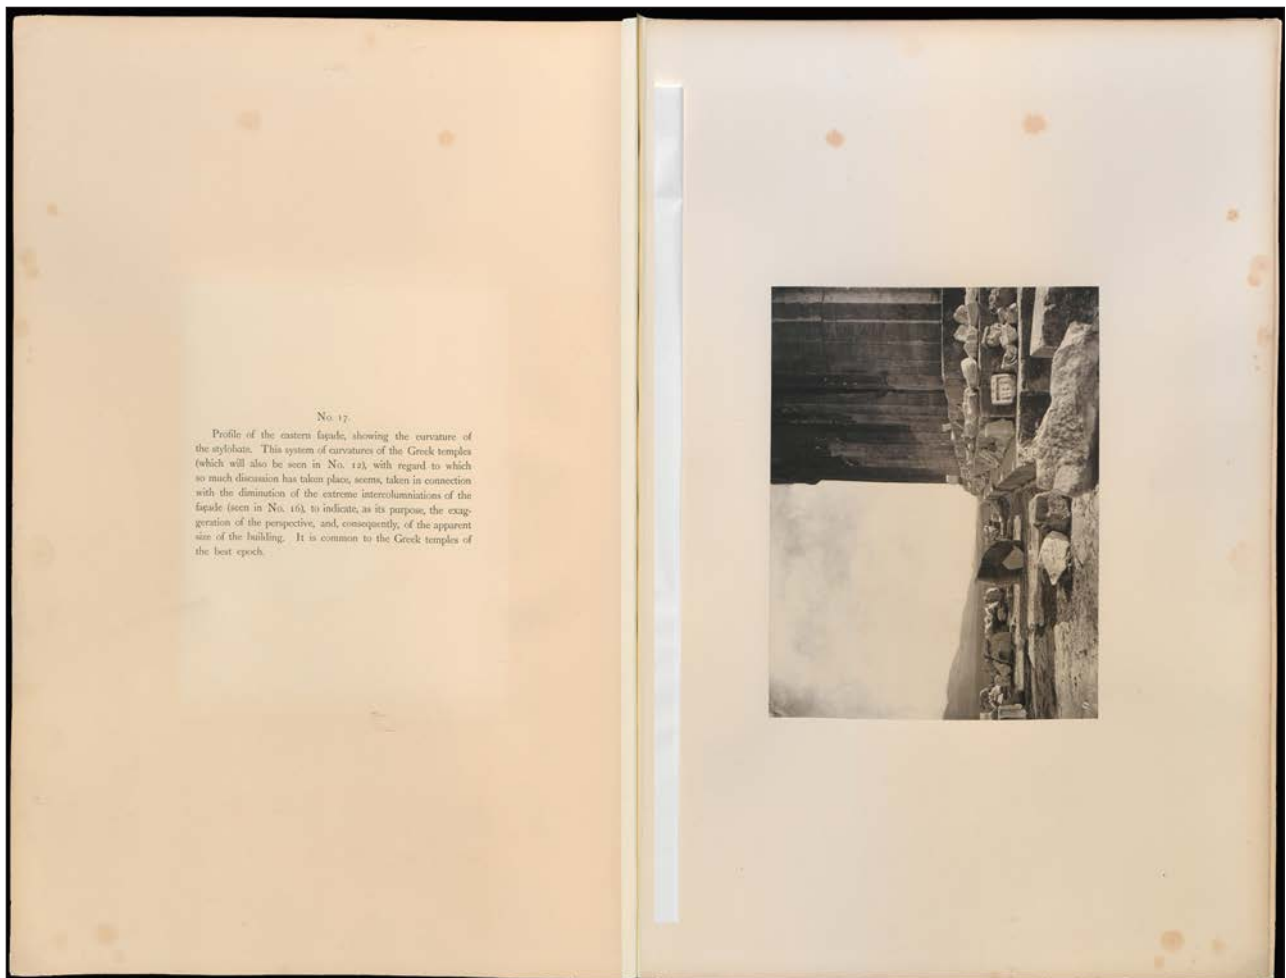 No. 17.
Profile of the eastern façade, showing the curvature of
the stylobate. This system of curvatures of the Greek temples
(which will also be seen in No. 12), with regard to which
so much discussion has taken place, seems, taken in connection
with the diminution of the extreme intercolumniations of the
façade (seen in No. 16), to indicate, as its purpose, the exag-
geration of the perspective, and, consequently, of the apparent
size of the building. It is common to the Greek temples of
the best epoch.